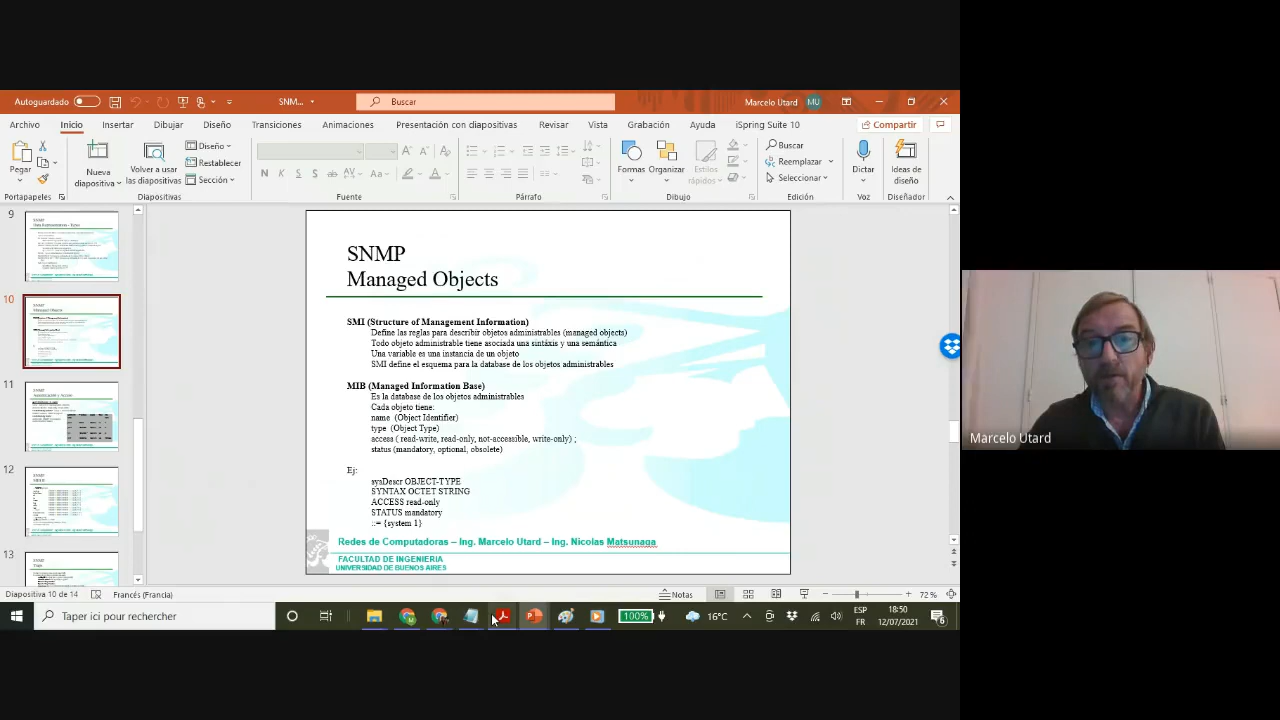 Autoguardado
SNM...
Buscar
Marcelo Utard
MU
Archivo
Inicio
Insertar
Dibujar
Diseño
Transiciones
Animaciones
Presentación con diapositivas
Revisar
Vista
Grabación
Ayuda
iSpring Suite 10
Compartir
Pegar
Nueva
diapositiva
Volver a usar
las diapositivas
Diseño
Restablecer
Sección
N K S S ab AV Aa A
Formas
Organizar
Estilos
rápidos
Buscar
Reemplazar
Seleccionar
Dictar
Ideas de
diseño
Portapapeles
Diapositivas
Fuente
Párrafo
Dibujo
Edición
Voz
Diseñador
9
10
11
12
13
SNMP
Managed Objects
SMI (Structure of Management Information)
Define las reglas para describir objetos administrables (managed objects)
Todo objeto administrable tiene asociada una sintáxis y una semántica
Una variable es una instancia de un objeto
SMI define el esquema para la database de los objetos administrables
MIB (Managed Information Base)
Es la database de los objetos administrables
Cada objeto tiene:
name (Object Identifier)
type (Object Type)
access ( read-write, read-only, not-accessible, write-only) ;
status (mandatory, optional, obsolete)
Ej:
sysDescr OBJECT-TYPE
SYNTAX OCTET STRING
ACCESS read-only
STATUS mandatory
::= {system 1}
Redes de Computadoras – Ing. Marcelo Utard – Ing. Nicolas Matsunaga
FACULTAD DE INGENIERIA
UNIVERSIDAD DE BUENOS AIRES
Marcelo Utard
Diapositiva 10 de 14
Francés (Francia)
Notas
72 %
Taper ici pour rechercher
100%
16°C
ESP
FR
18:50
12/07/2021
6